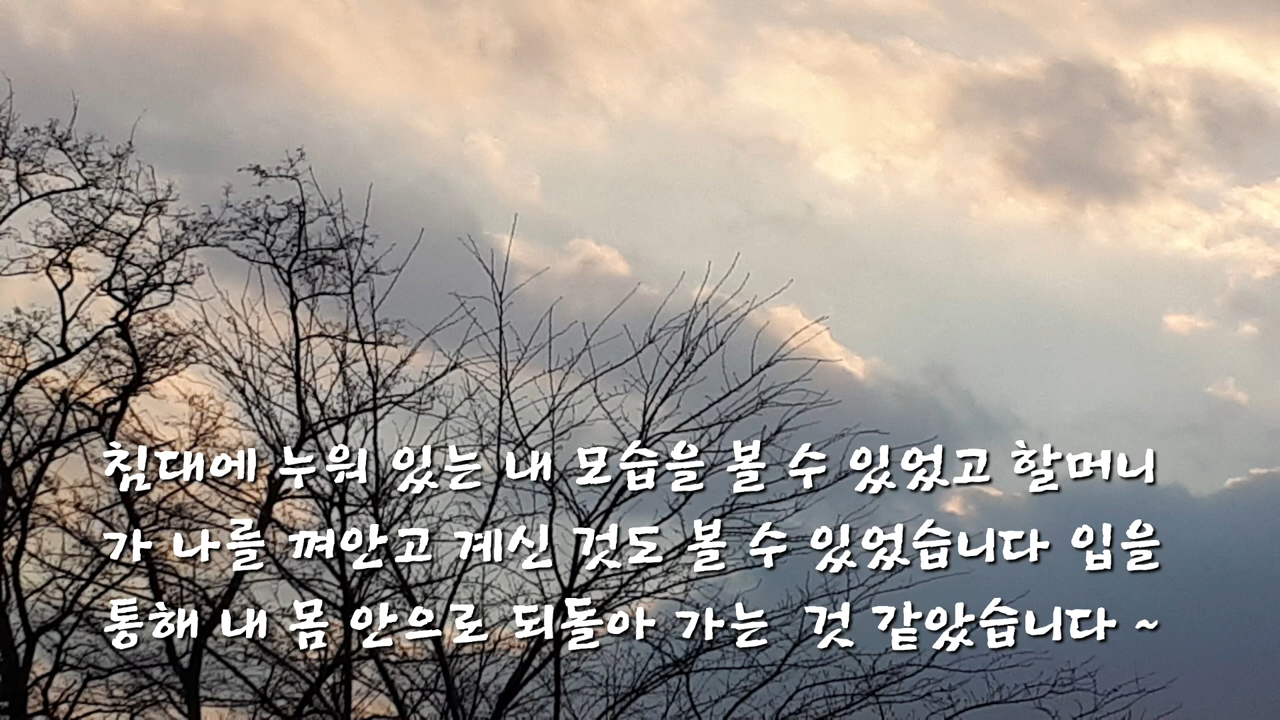 침대에 누워 있는 내 모습을 볼 수 있었고 할머니
가 나를 껴안고 계신 것도 볼 수 있었습니다 입을
통해 내 몸 안으로 되돌아 가는 것 같았습니다 ~